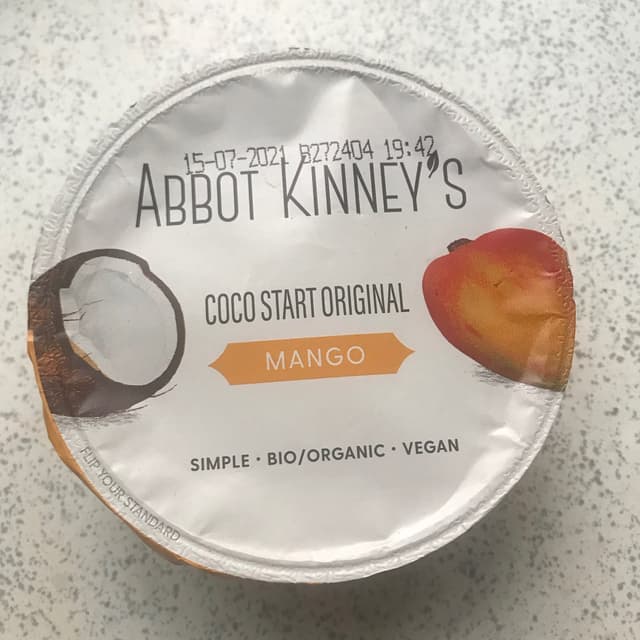 15-07-2021 B272404 19:42
ABBOT KINNEY'S
COCO START ORIGINAL
MANGO
SIMPLE · BIO/ORGANIC · VEGAN
FLIP YOUR STANDARD